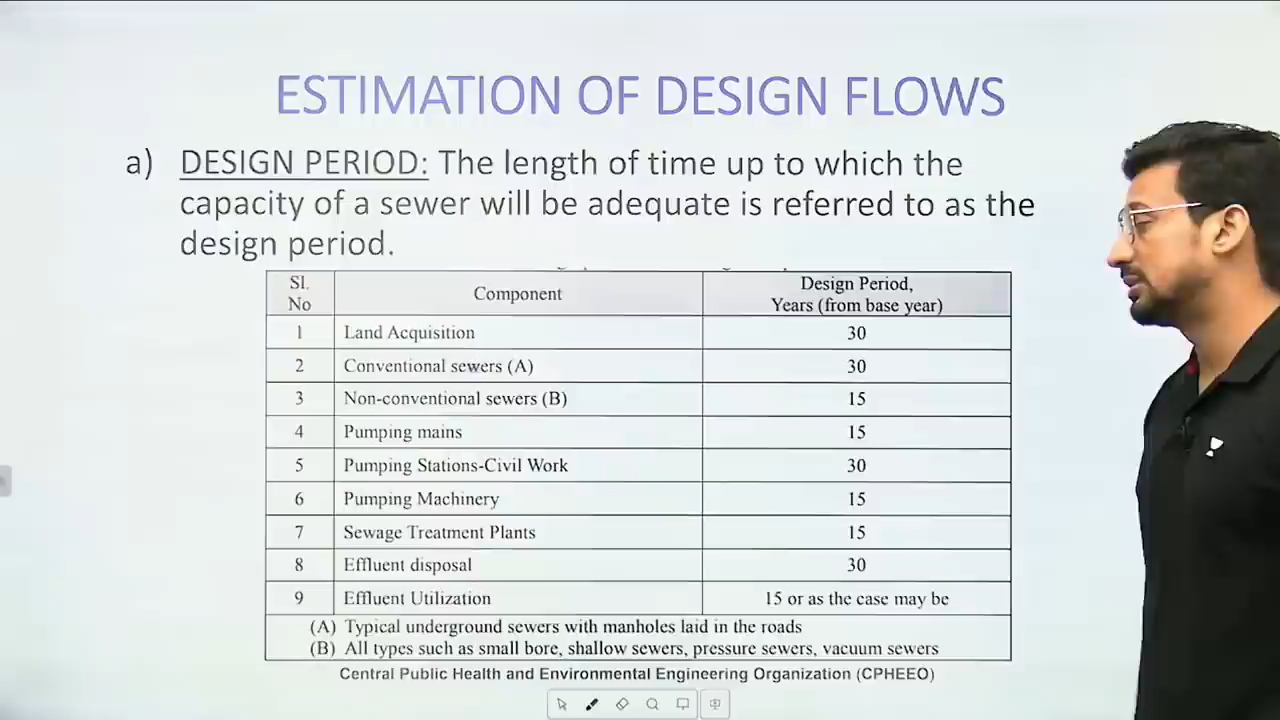 ESTIMATION OF DESIGN FLOWS
a) DESIGN PERIOD: The length of time up to which the
capacity of a sewer will be adequate is referred to as the
design period.
Sl. No Component Design Period, Years (from base year)
1 Land Acquisition 30
2 Conventional sewers (A) 30
3 Non-conventional sewers (B) 15
4 Pumping mains 15
5 Pumping Stations-Civil Work 30
6 Pumping Machinery 15
7 Sewage Treatment Plants 15
8 Effluent disposal 30
9 Effluent Utilization 15 or as the case may be
(A) Typical underground sewers with manholes laid in the roads
(B) All types such as small bore, shallow sewers, pressure sewers, vacuum sewers
Central Public Health and Environmental Engineering Organization (CPHEEO)